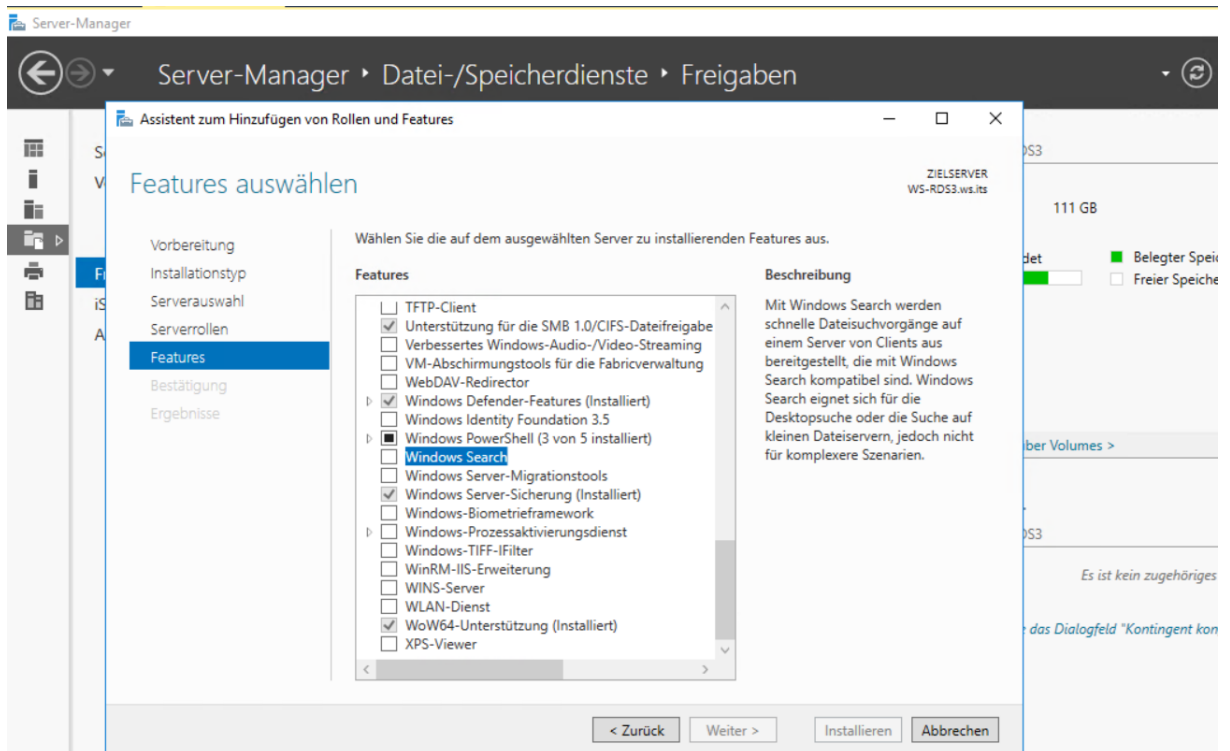 Server-Manager
Server-Manager ‣ Datei-/Speicherdienste ‣ Freigaben
Assistent zum Hinzufügen von Rollen und Features
Features auswählen
ZIELSERVER
WS-RDS3.ws.its
Vorbereitung
Installationstyp
Serverauswahl
Serverrollen
Features
Bestätigung
Ergebnisse
Wählen Sie die auf dem ausgewählten Server zu installierenden Features aus.
Features
TFTP-Client
Unterstützung für die SMB 1.0/CIFS-Dateifreigabe
Verbessertes Windows-Audio-/Video-Streaming
VM-Abschirmungstools für die Fabricverwaltung
WebDAV-Redirector
Windows Defender-Features (Installiert)
Windows Identity Foundation 3.5
Windows PowerShell (3 von 5 installiert)
Windows Search
Windows Server-Migrationstools
Windows Server-Sicherung (Installiert)
Windows-Biometrieframework
Windows-Prozessaktivierungsdienst
Windows-TIFF-IFilter
WinRM-IIS-Erweiterung
WINS-Server
WLAN-Dienst
WoW64-Unterstützung (Installiert)
XPS-Viewer
Beschreibung
Mit Windows Search werden
schnelle Dateisuchvorgänge auf
einem Server von Clients aus
bereitgestellt, die mit Windows
Search kompatibel sind. Windows
Search eignet sich für die
Desktopsuche oder die Suche auf
kleinen Dateiservern, jedoch nicht
für komplexere Szenarien.
< Zurück
Weiter >
Installieren
Abbrechen
111 GB
Belegter Spei
Freier Speiche
über Volumes >
Es ist kein zugehöriges
das Dialogfeld "Kontingent kon